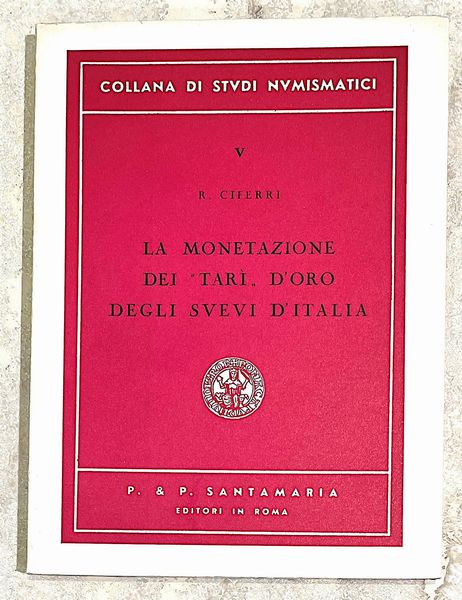 COLLANA DI STVDI NVMISMATICI
V
R. CIFERRI
LA MONETAZIONE
DEI "TARÌ„ D'ORO
DEGLI SVEVI D'ITALIA
P. & P. SANTAMARIA
EDITORI IN ROMA